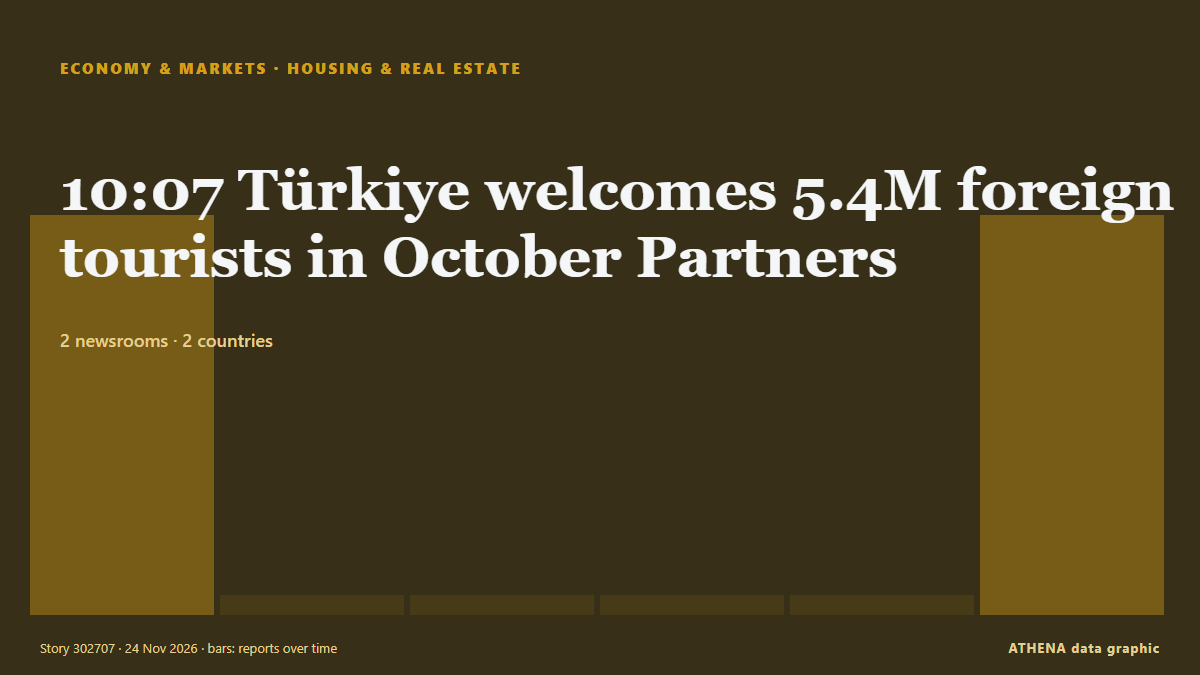 ECONOMY & MARKETS · HOUSING & REAL ESTATE
10:07 Türkiye welcomes 5.4M foreign
tourists in October Partners
2 newsrooms · 2 countries
Story 302707 · 24 Nov 2026 · bars: reports over time
ATHENA data graphic